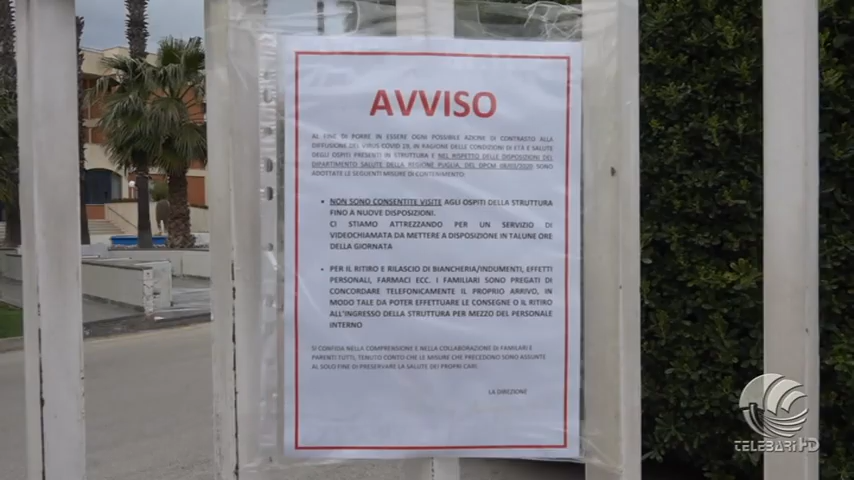 AVVISO
AL FINE DI PORRE IN ESSERE OGNI POSSIBILE AZIONE DI CONTRASTO ALLA
DIFFUSIONE DEL VIRUS COVID 19, IN RAGIONE DELLE CONDIZIONI DI ETÀ E SALUTE
DEGLI OSPITI PRESENTI IN STRUTTURA E NEL RISPETTO DELLE DISPOSIZIONI DEL
DIPARTIMENTO SALUTE DELLA REGIONE PUGLIA, DEL DPCM 08/03/2020 SONO
ADOTTATE LE SEGUENTI MISURE DI CONTENIMENTO:
• NON SONO CONSENTITE VISITE AGLI OSPITI DELLA STRUTTURA
FINO A NUOVE DISPOSIZIONI.
CI STIAMO ATTREZZANDO PER UN SERVIZIO DI
VIDEOCHIAMATA DA METTERE A DISPOSIZIONE IN TALUNE ORE
DELLA GIORNATA
• PER IL RITIRO E RILASCIO DI BIANCHERIA/INDUMENTI, EFFETTI
PERSONALI, FARMACI ECC. I FAMILIARI SONO PREGATI DI
CONCORDARE TELEFONICAMENTE IL PROPRIO ARRIVO, IN
MODO TALE DA POTER EFFETTUARE LE CONSEGNE O IL RITIRO
ALL'INGRESSO DELLA STRUTTURA PER MEZZO DEL PERSONALE
INTERNO
SI CONFIDA NELLA COMPRENSIONE E NELLA COLLABORAZIONE DI FAMILIARI E
PARENTI TUTTI, TENUTO CONTO CHE LE MISURE CHE PRECEDONO SONO ASSUNTE
AL SOLO FINE DI PRESERVARE LA SALUTE DEI PROPRI CARI.
LA DIREZIONE
TELEBARI HD